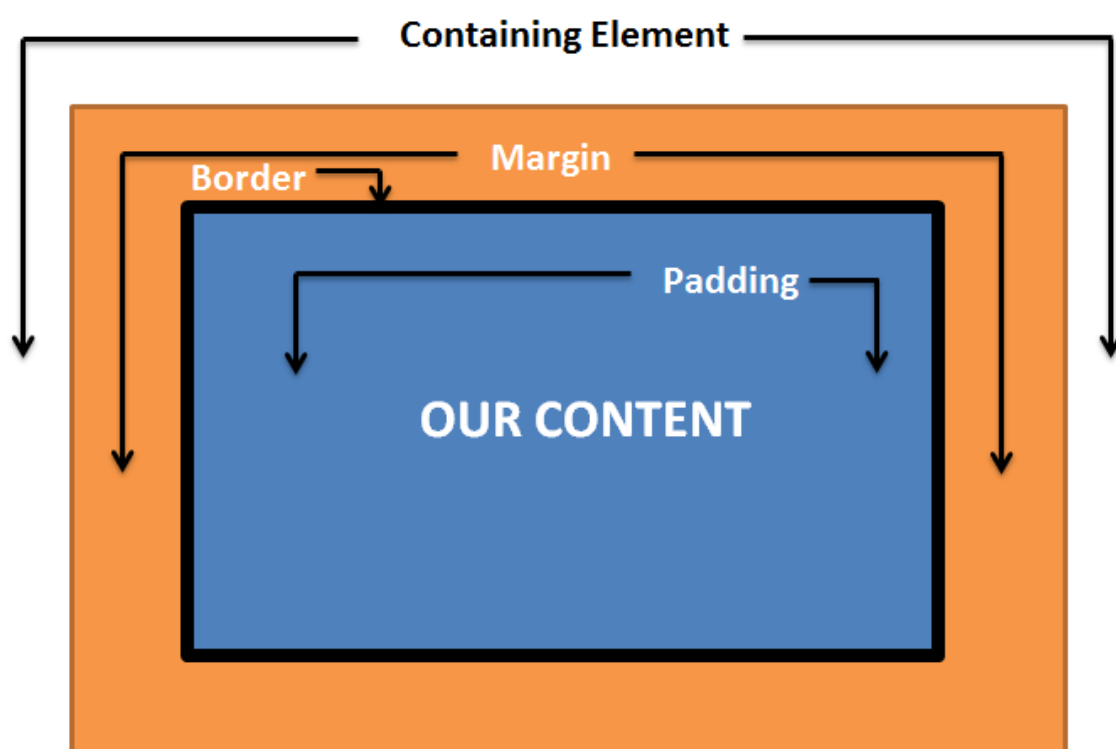 Containing Element
Margin
Border
Padding
OUR CONTENT